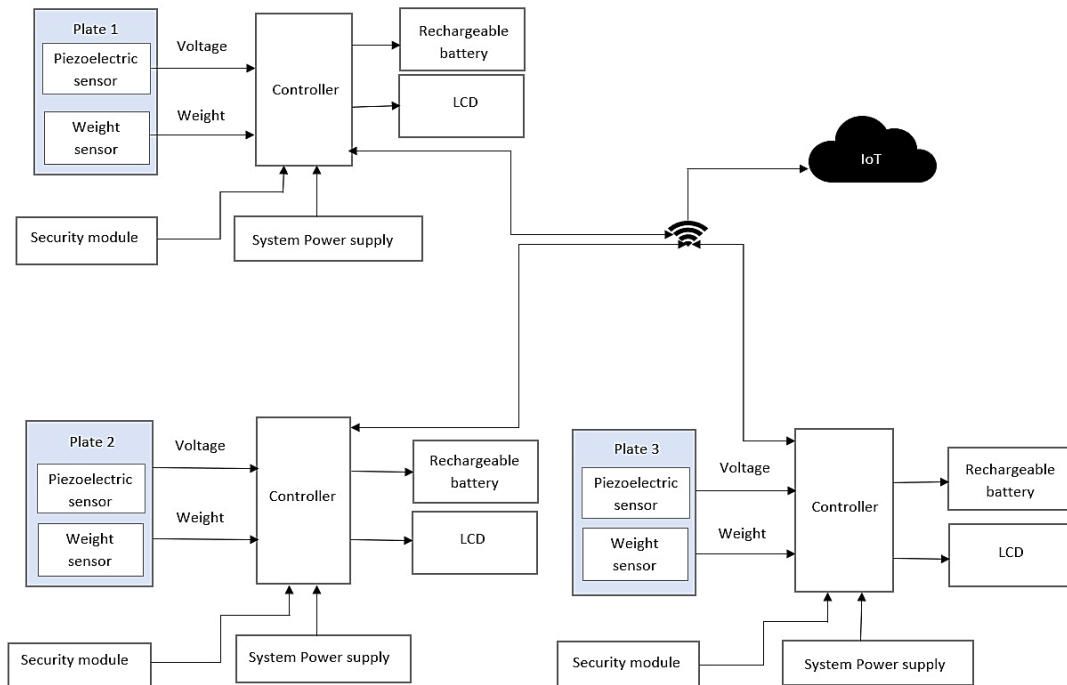 Plate 1
Piezoelectric
sensor
Weight
sensor
Voltage
Weight
Controller
Rechargeable
battery
LCD
Security module
System Power supply
IoT
Plate 2
Piezoelectric
sensor
Weight
sensor
Voltage
Weight
Controller
Rechargeable
battery
LCD
Security module
System Power supply
Plate 3
Piezoelectric
sensor
Weight
sensor
Voltage
Weight
Controller
Rechargeable
battery
LCD
Security module
System Power supply